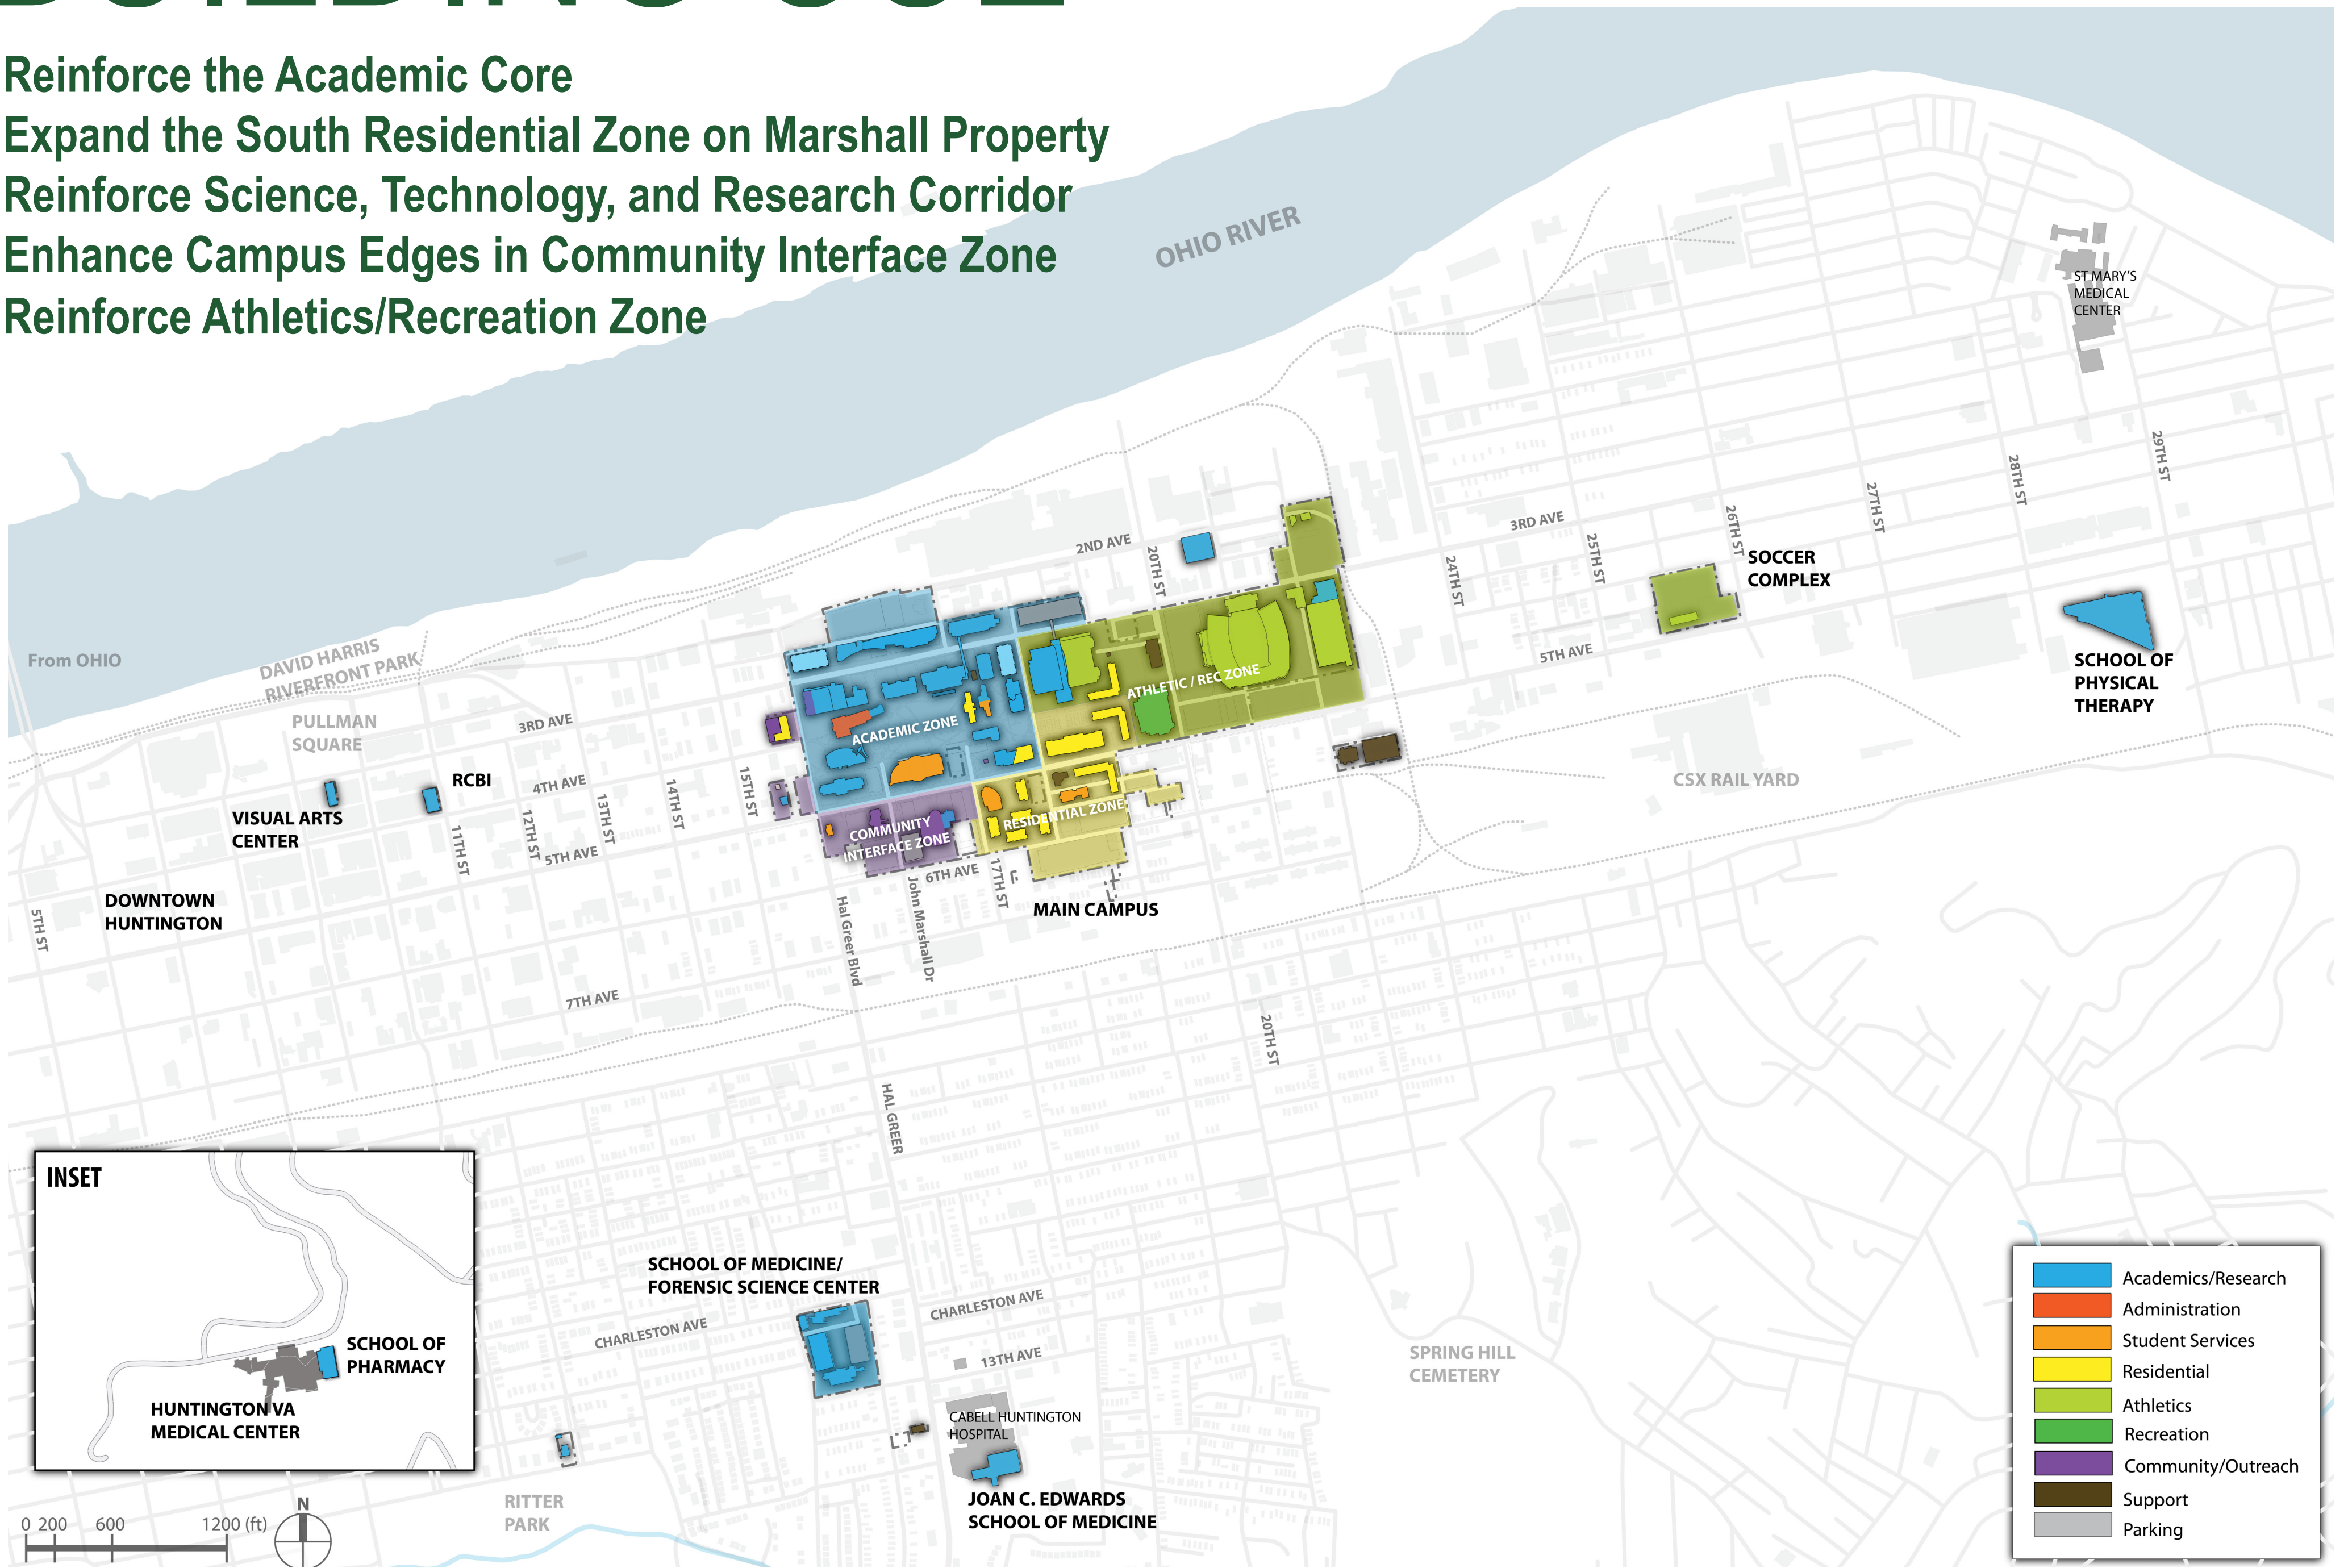 BUILDING USE
Reinforce the Academic Core
Expand the South Residential Zone on Marshall Property
Reinforce Science, Technology, and Research Corridor
Enhance Campus Edges in Community Interface Zone
Reinforce Athletics/Recreation Zone
OHIO RIVER
ST MARY'S
MEDICAL
CENTER
29TH ST
28TH ST
27TH ST
26TH ST
25TH ST
24TH ST
3RD AVE
5TH AVE
SOCCER
COMPLEX
SCHOOL OF
PHYSICAL
THERAPY
CSX RAIL YARD
2ND AVE
20TH ST
ATHLETIC / REC ZONE
ACADEMIC ZONE
RESIDENTIAL ZONE
COMMUNITY
INTERFACE ZONE
MAIN CAMPUS
From OHIO
DAVID HARRIS
RIVERFRONT PARK
PULLMAN
SQUARE
3RD AVE
RCBI
4TH AVE
VISUAL ARTS
CENTER
11TH ST
12TH ST
13TH ST
14TH ST
15TH ST
5TH AVE
6TH AVE
17TH ST
Hal Greer Blvd
John Marshall Dr
DOWNTOWN
HUNTINGTON
5TH ST
7TH AVE
20TH ST
HAL GREER
INSET
SCHOOL OF
PHARMACY
HUNTINGTON VA
MEDICAL CENTER
SCHOOL OF MEDICINE/
FORENSIC SCIENCE CENTER
CHARLESTON AVE
CHARLESTON AVE
13TH AVE
CABELL HUNTINGTON
HOSPITAL
JOAN C. EDWARDS
SCHOOL OF MEDICINE
SPRING HILL
CEMETERY
RITTER
PARK
0 200 600 1200 (ft)
N
Academics/Research
Administration
Student Services
Residential
Athletics
Recreation
Community/Outreach
Support
Parking